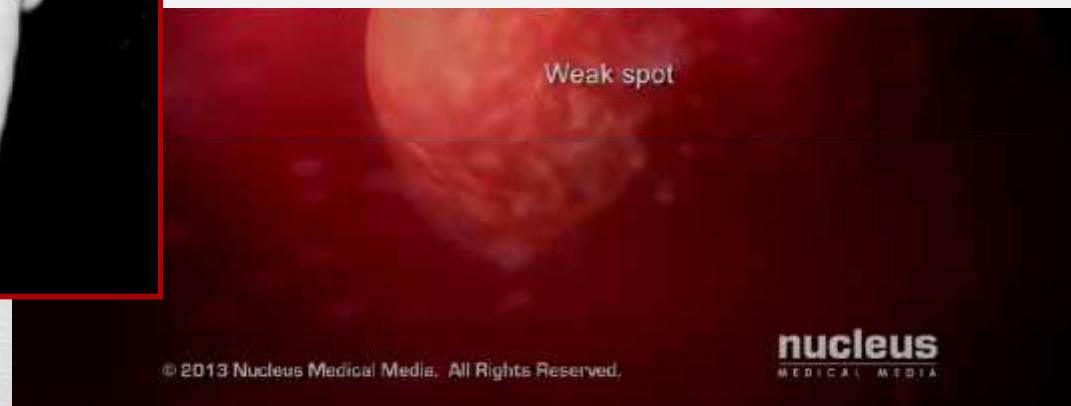 Weak spot
nucleus
© 2013 Nucleus Medical Media. All Rights Reserved.
MEDICAL MEDIA